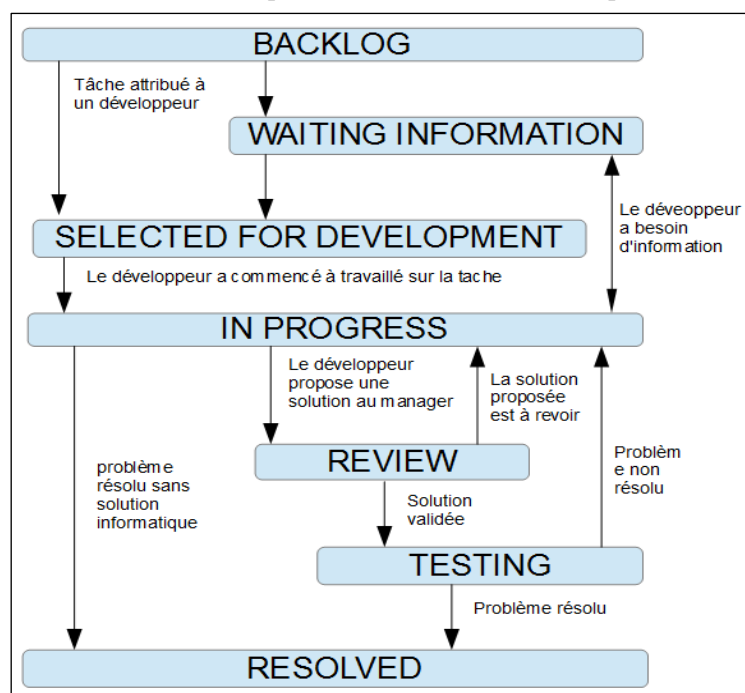 BACKLOG
Tâche attribué à
un développeur
WAITING INFORMATION
Le déveoppeur
a besoin
d'information
SELECTED FOR DEVELOPMENT
Le développeur a commencé à travaillé sur la tache
IN PROGRESS
Le développeur
propose une
solution au manager
La solution
proposée
est à revoir
problème
résolu sans
solution
informatique
REVIEW
Problèm
e non
résolu
Solution
validée
TESTING
Problème résolu
RESOLVED